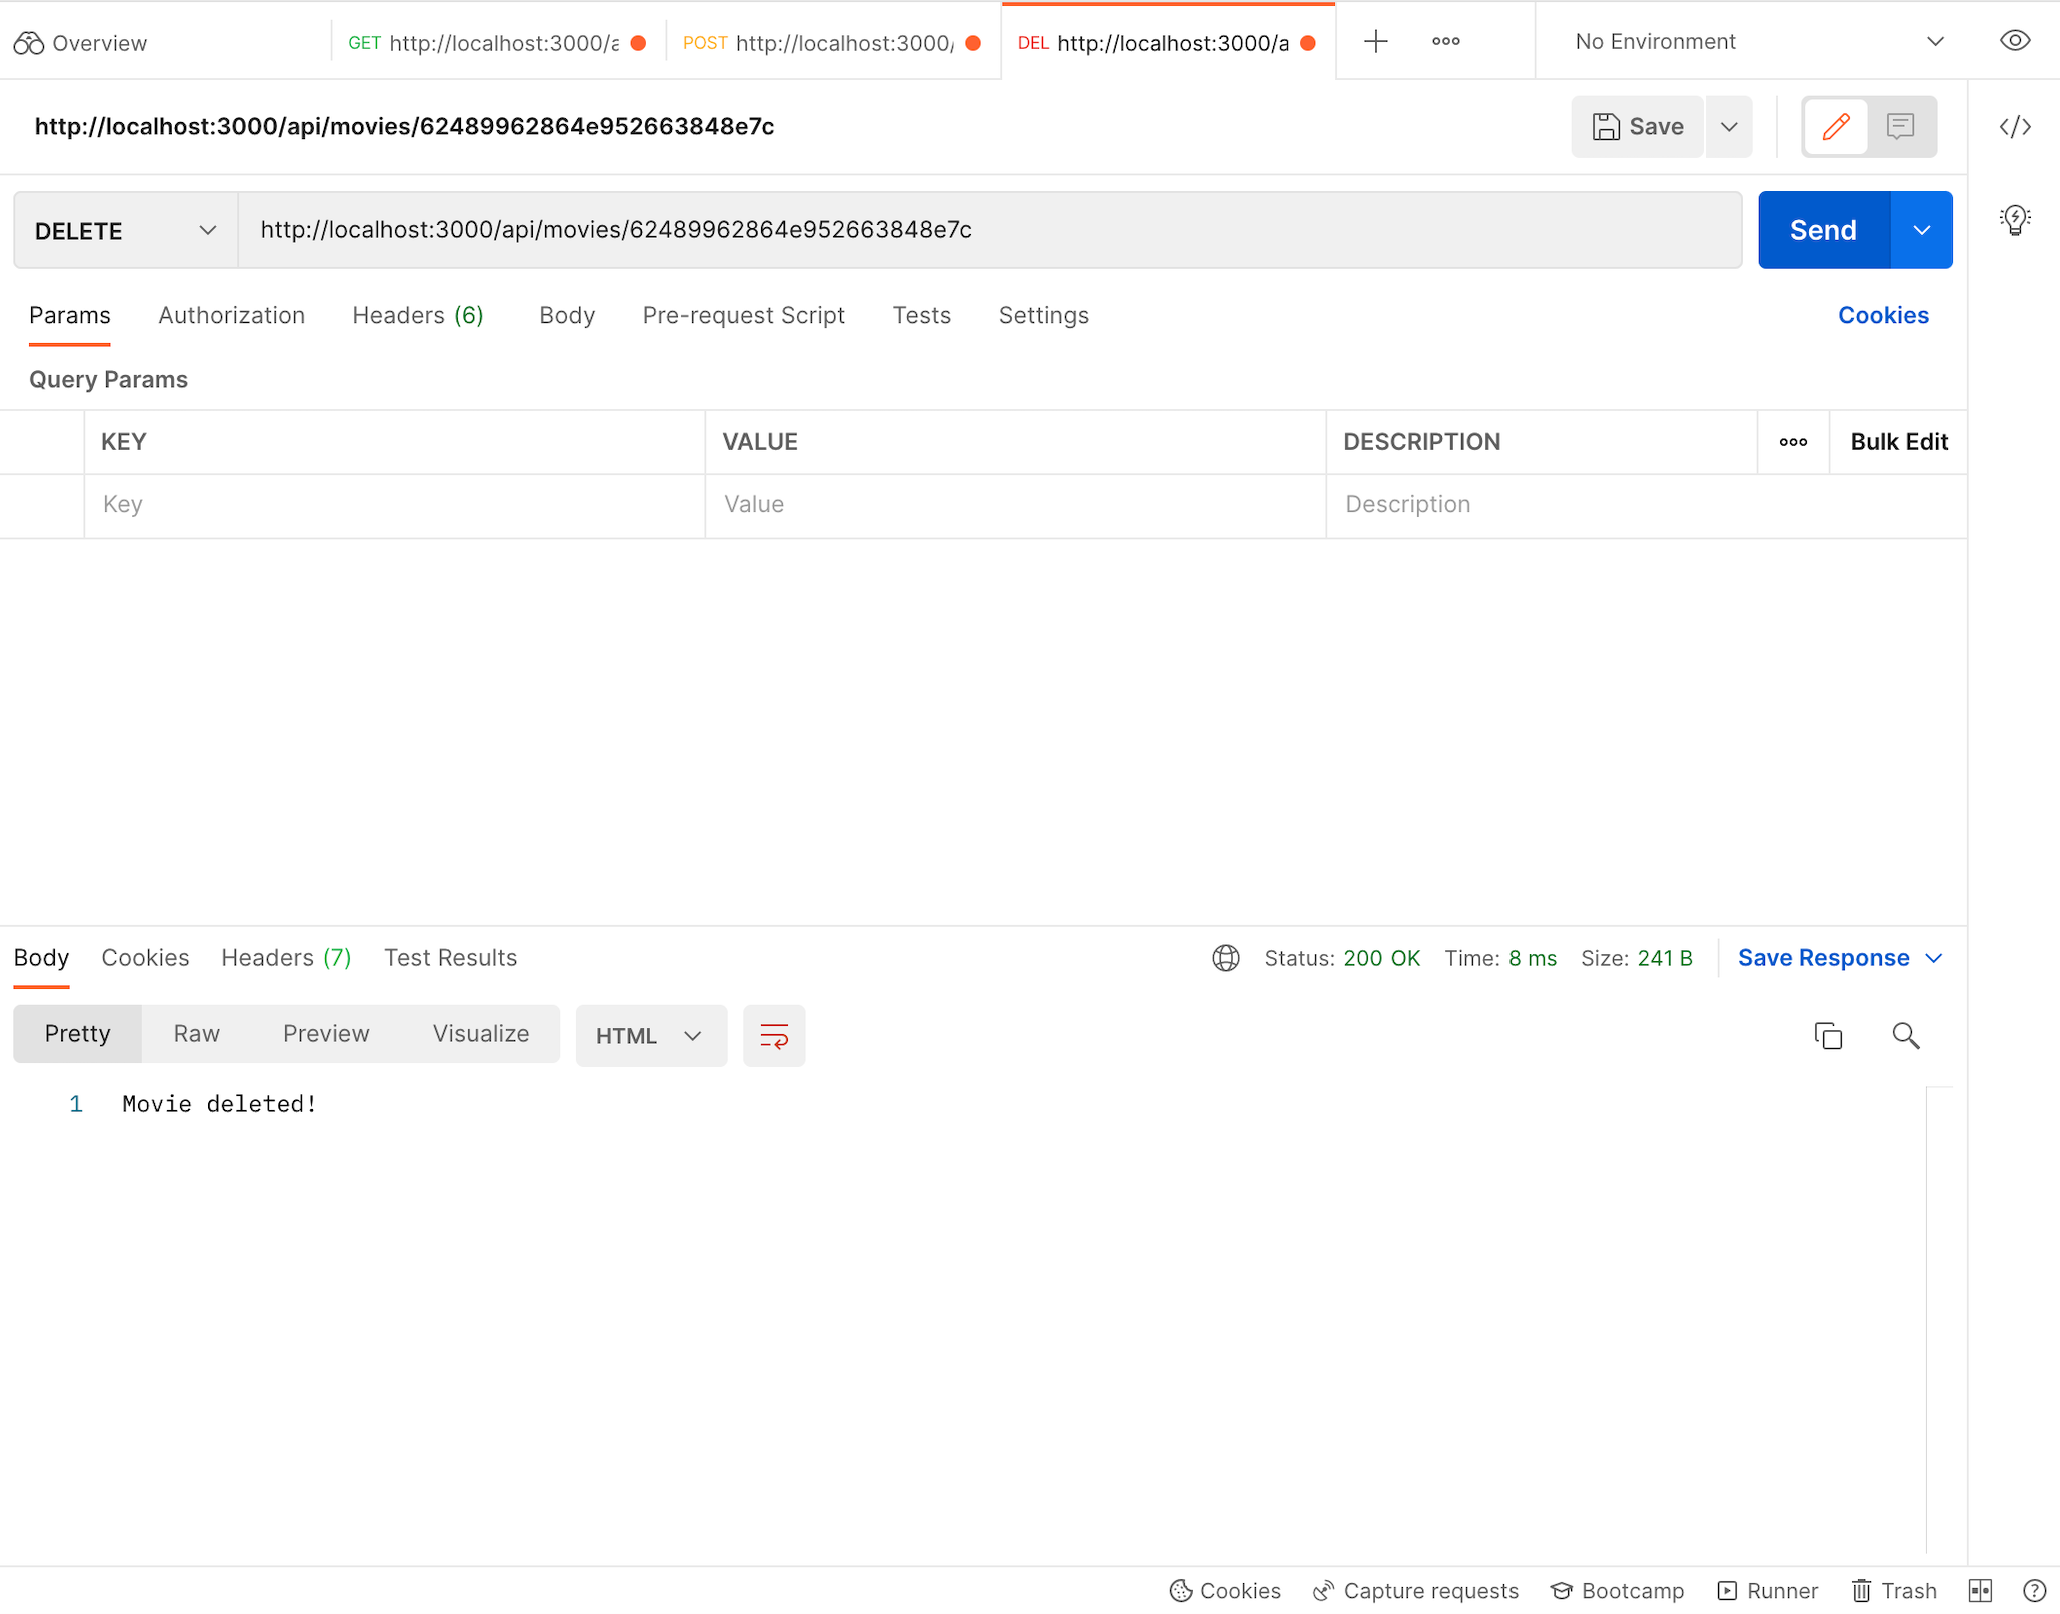 Overview GET http://localhost:3000/a POST http://localhost:3000/ DEL http://localhost:3000/a No Environment
http://localhost:3000/api/movies/62489962864e952663848e7c Save
DELETE http://localhost:3000/api/movies/62489962864e952663848e7c Send
Params Authorization Headers (6) Body Pre-request Script Tests Settings Cookies
Query Params
KEY VALUE DESCRIPTION Bulk Edit
Key Value Description
Body Cookies Headers (7) Test Results Status: 200 OK Time: 8 ms Size: 241 B Save Response
Pretty Raw Preview Visualize HTML
1 Movie deleted!
Cookies Capture requests Bootcamp Runner Trash